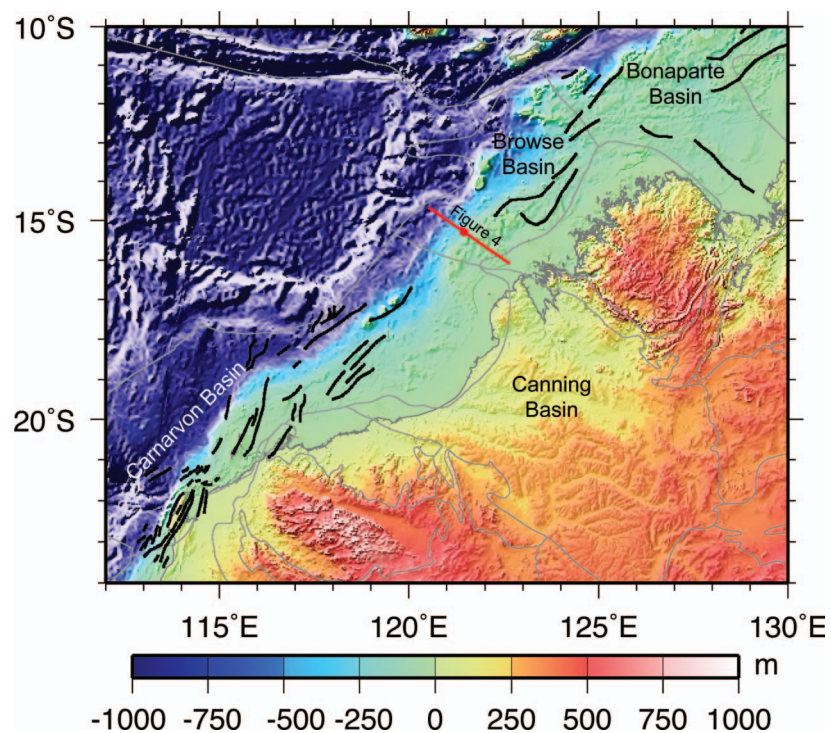 10°S
Bonaparte
Basin
Browse
Basin
15°S
Figure 4
Carnarvon Basin
Canning
Basin
20°S
115°E 120°E 125°E 130°E
m
-1000 -750 -500 -250 0 250 500 750 1000